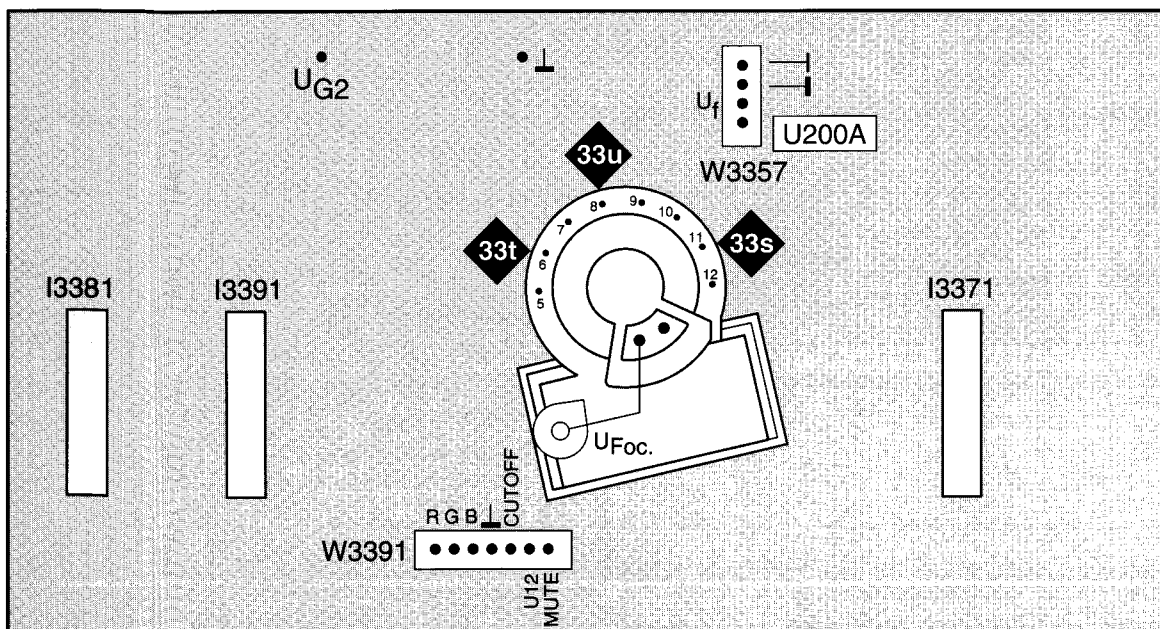 UG2
Uf
U200A
W3357
33u
33t
33s
5
6
7
8
9
10
11
12
I3381
I3391
I3371
UFoc.
R G B
CUTOFF
W3391
U12
MUTE